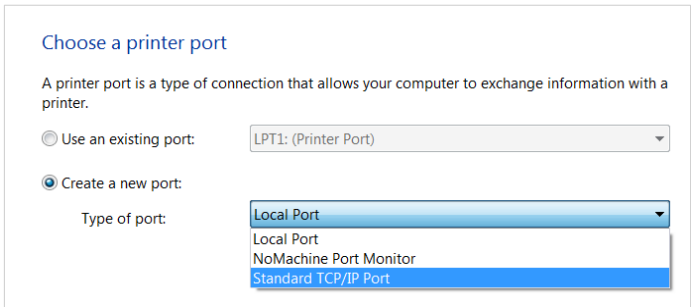 Choose a printer port
A printer port is a type of connection that allows your computer to exchange information with a
printer.
Use an existing port: LPT1: (Printer Port)
Create a new port:
Type of port: Local Port
Local Port
NoMachine Port Monitor
Standard TCP/IP Port